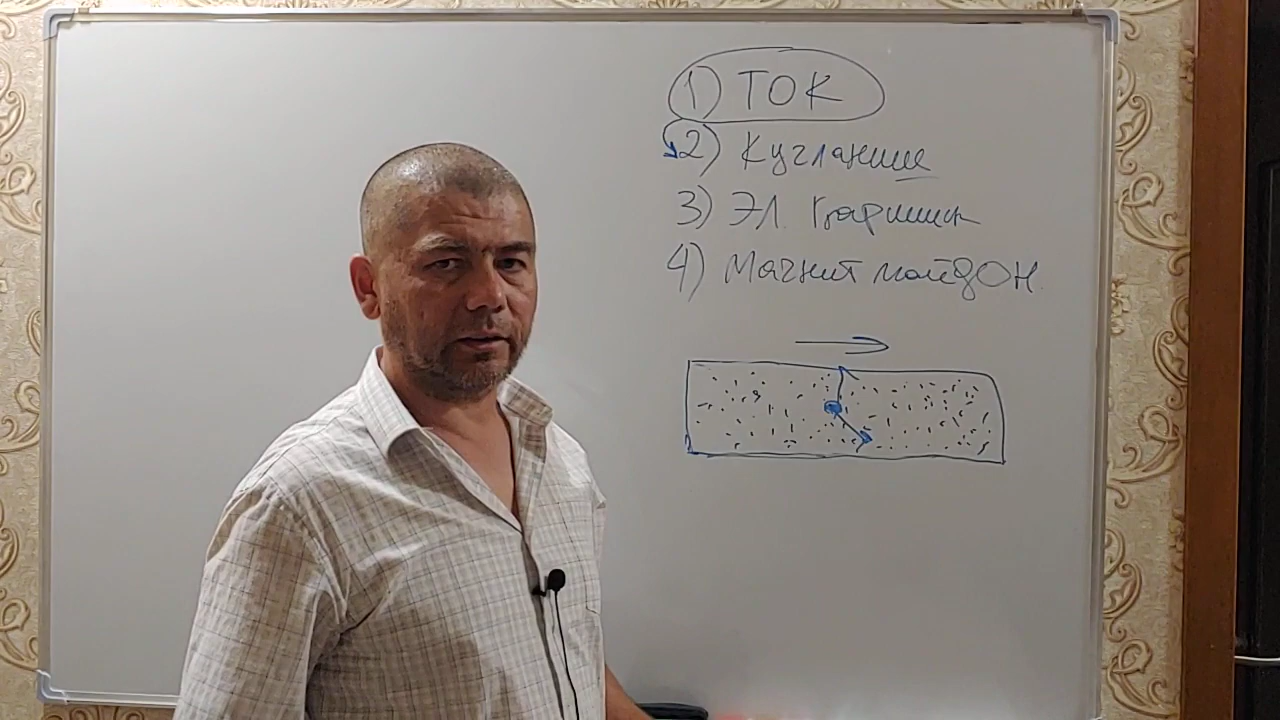 1) ТОК
2) Кучланиш
3) ЭЛ. Қаршилик
4) Магнит майдОн